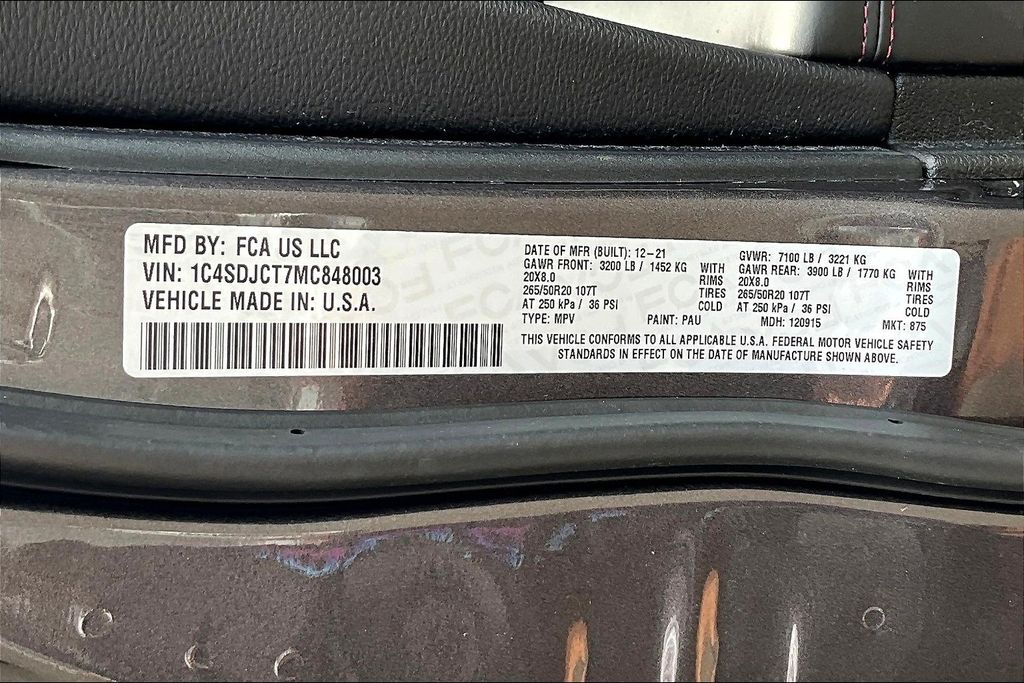 MFD BY: FCA US LLC
VIN: 1C4SDJCT7MC848003
VEHICLE MADE IN: U.S.A.
DATE OF MFR (BUILT): 12-21
GAWR FRONT: 3200 LB / 1452 KG WITH
20X8.0 RIMS
265/50R20 107T TIRES
AT 250 kPa / 36 PSI COLD
GVWR: 7100 LB / 3221 KG
GAWR REAR: 3900 LB / 1770 KG WITH
20X8.0 RIMS
265/50R20 107T TIRES
AT 250 kPa / 36 PSI COLD
TYPE: MPV PAINT: PAU MDH: 120915 MKT: 875
THIS VEHICLE CONFORMS TO ALL APPLICABLE U.S.A. FEDERAL MOTOR VEHICLE SAFETY
STANDARDS IN EFFECT ON THE DATE OF MANUFACTURE SHOWN ABOVE.